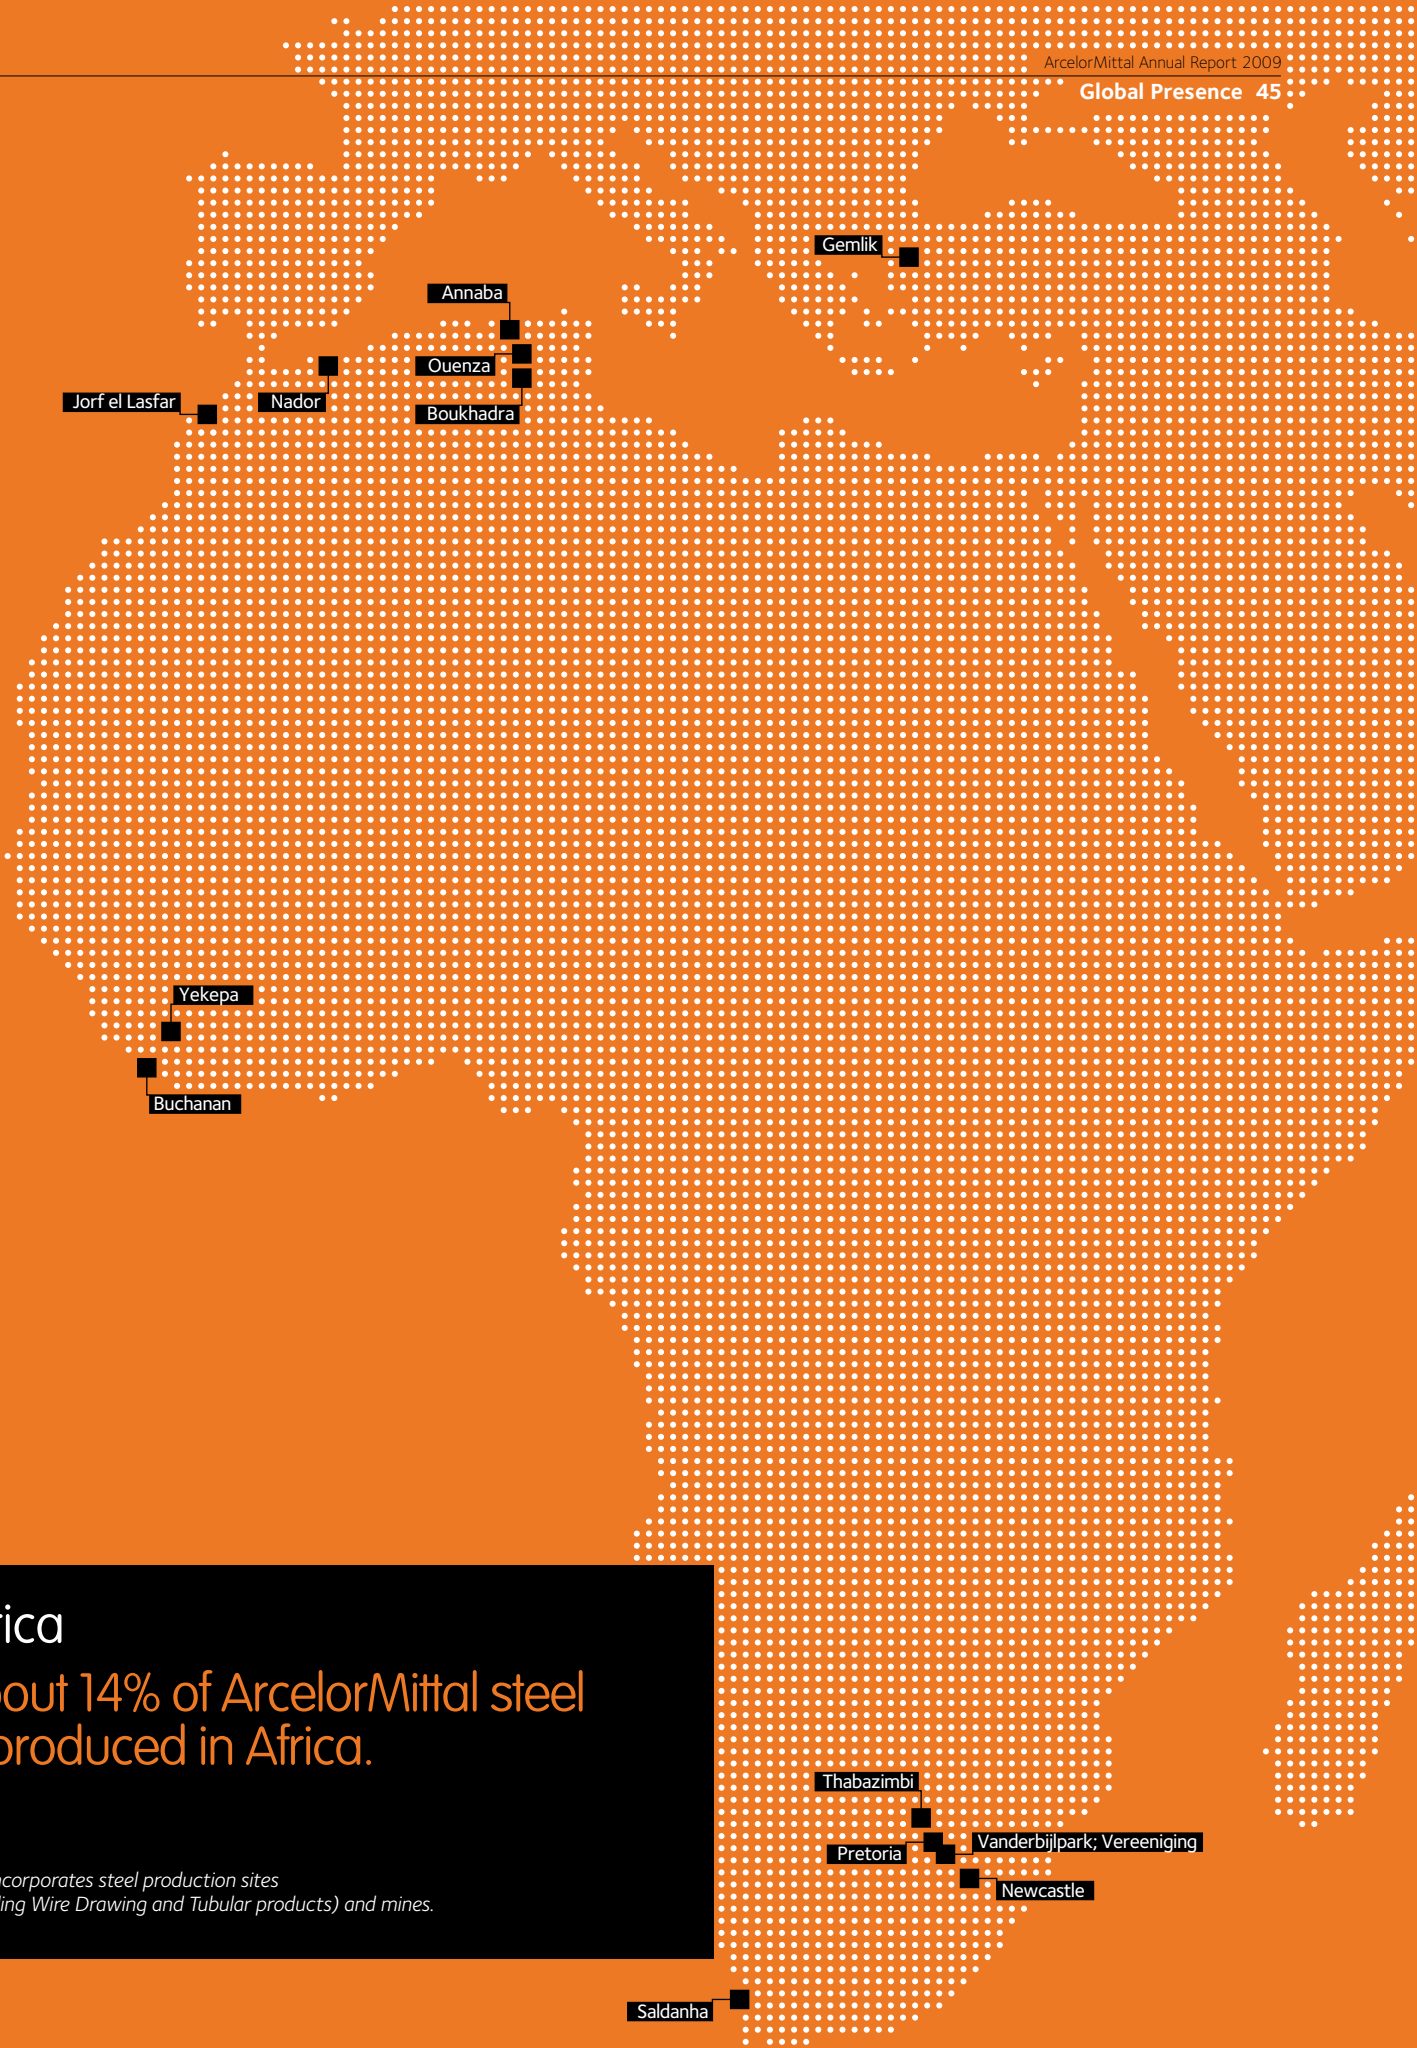 ArcelorMittal Annual Report 2009
Global Presence 45
Gemlik
Annaba
Ouenza
Nador
Jorf el Lasfar
Boukhadra
Yekepa
Buchanan
rica
out 14% of ArcelorMittal steel
produced in Africa.
Thabazimbi
Pretoria
Vanderbijlpark; Vereeniging
Newcastle
ncorporates steel production sites
ling Wire Drawing and Tubular products) and mines.
Saldanha